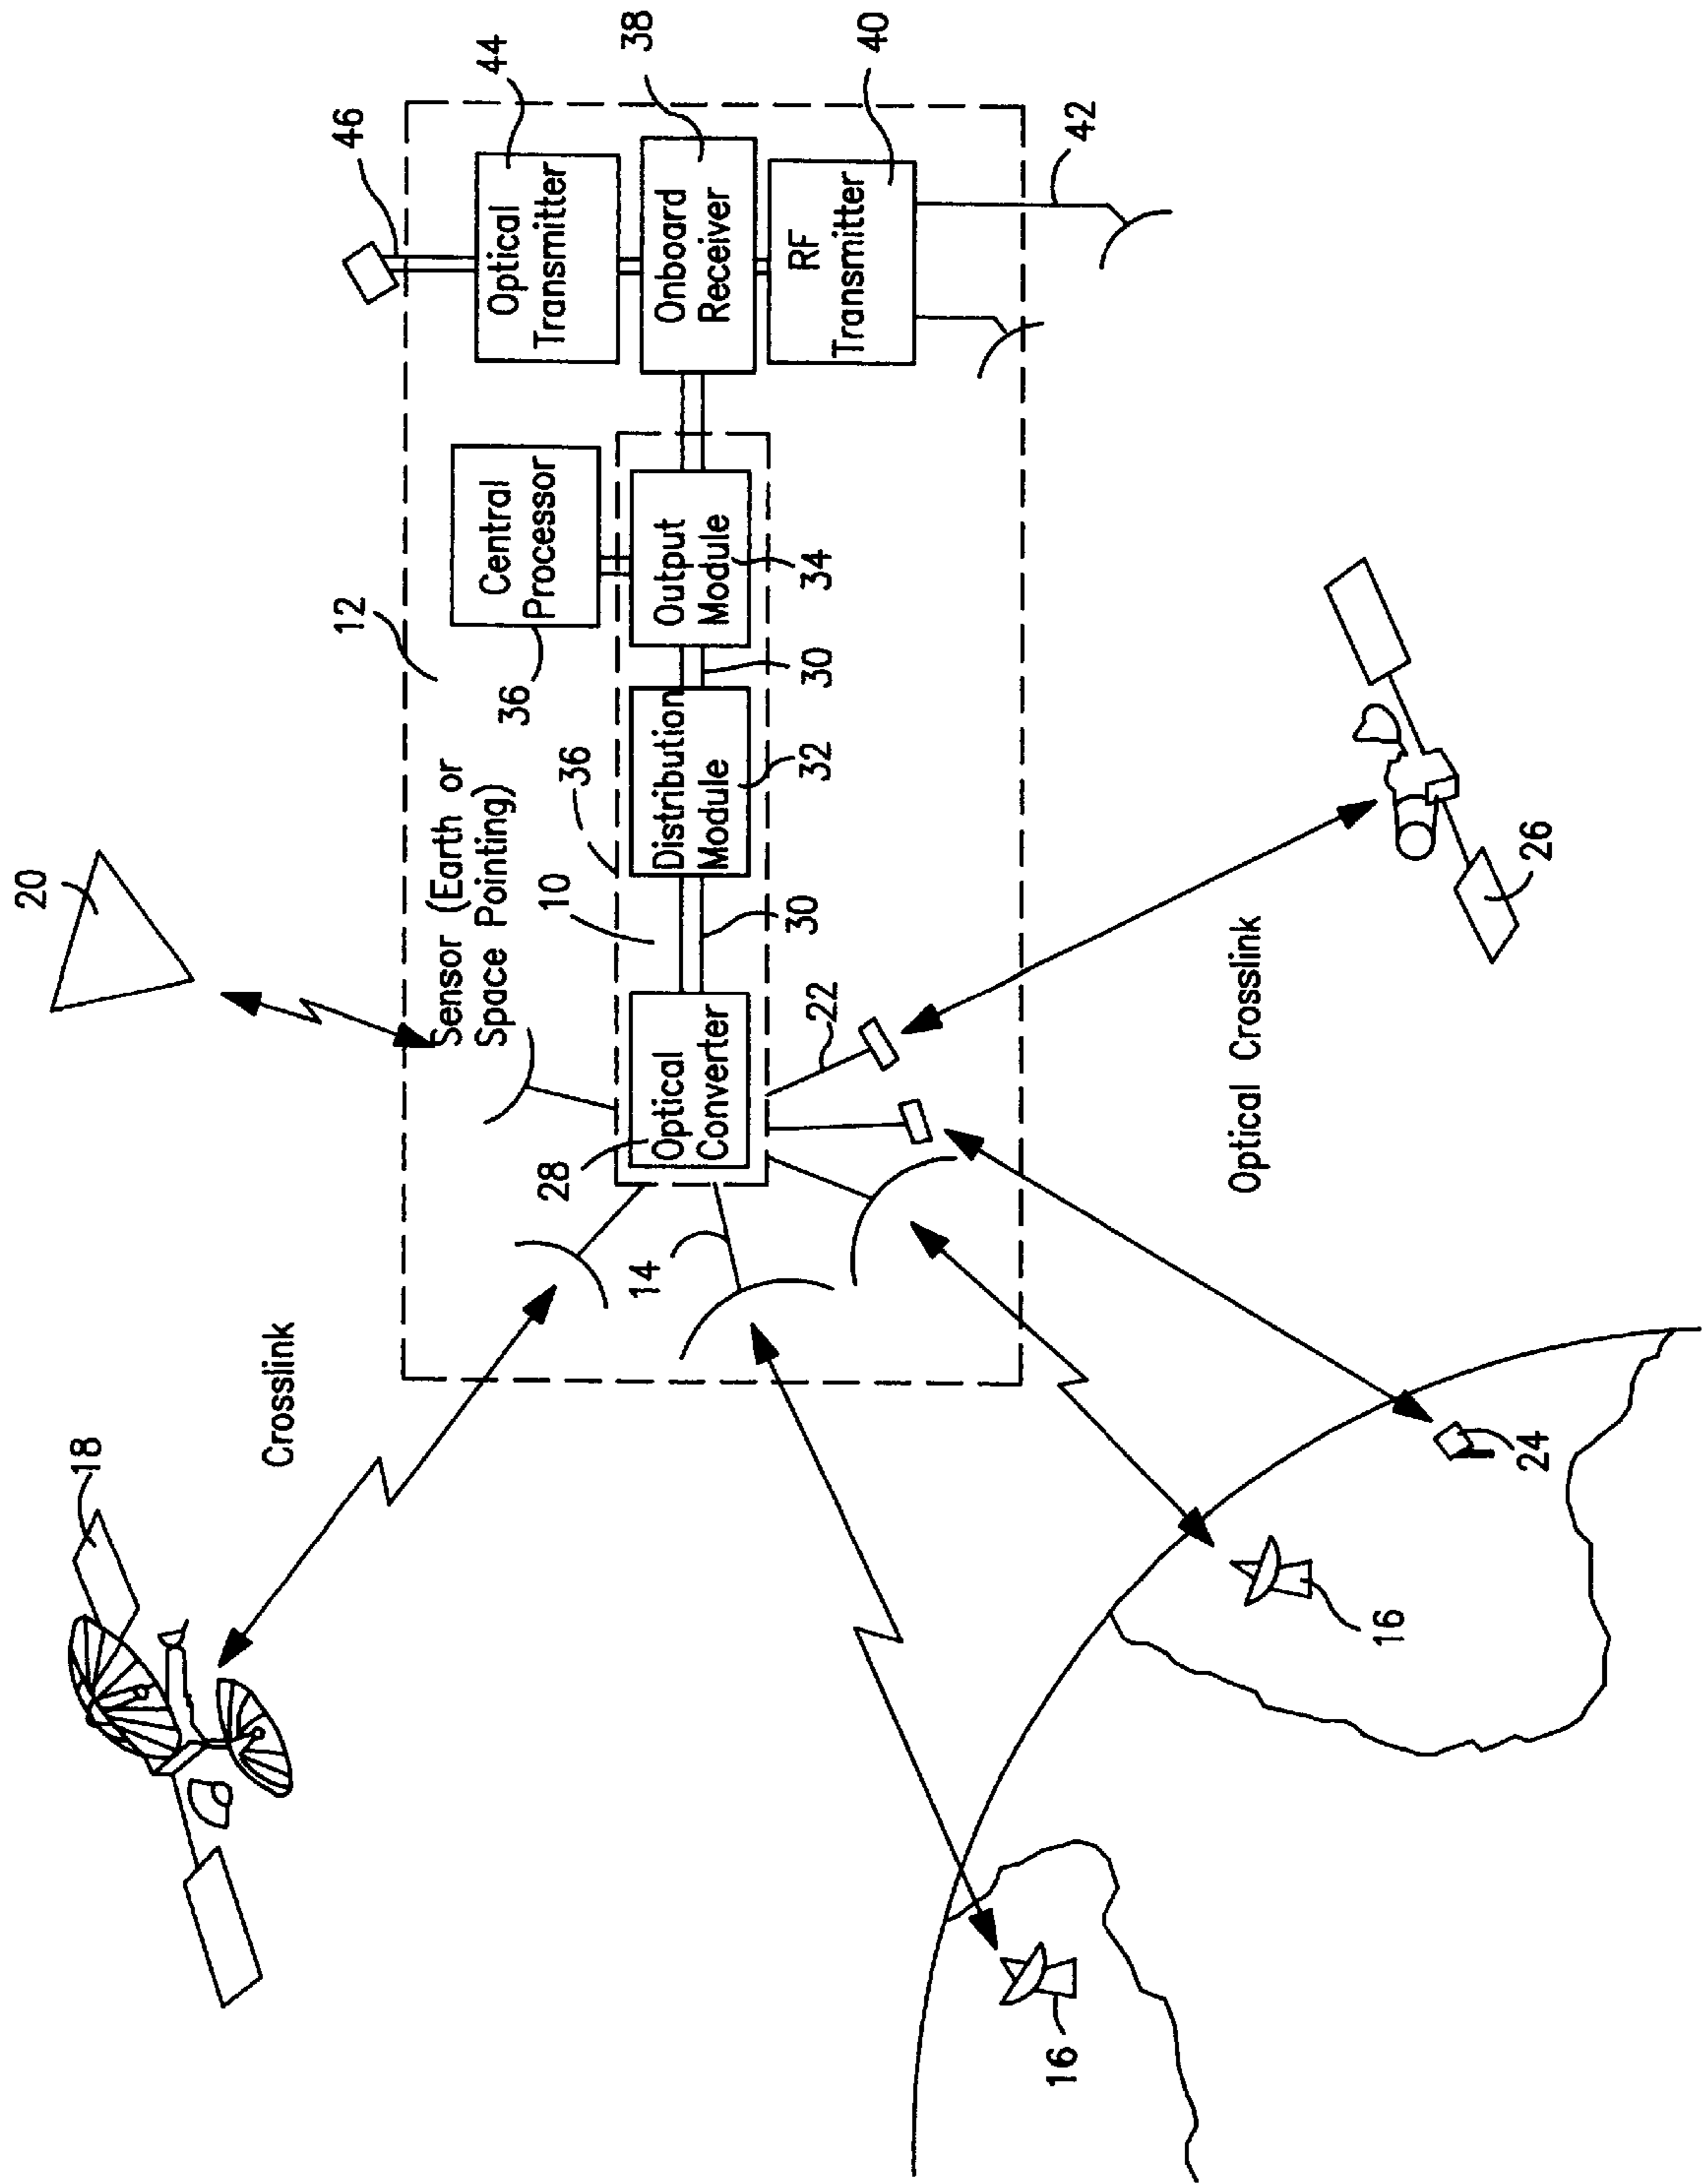 20
18
Crosslink
Sensor (Earth or
Space Pointing)
12
46
44
38
40
42
Optical
Transmitter
Onboard
Receiver
RF
Transmitter
Central
Processor
36
36
10
28
Optical
Converter
30
Distribution
Module
32
30
Output
Module
34
14
22
Optical Crosslink
26
24
16
16